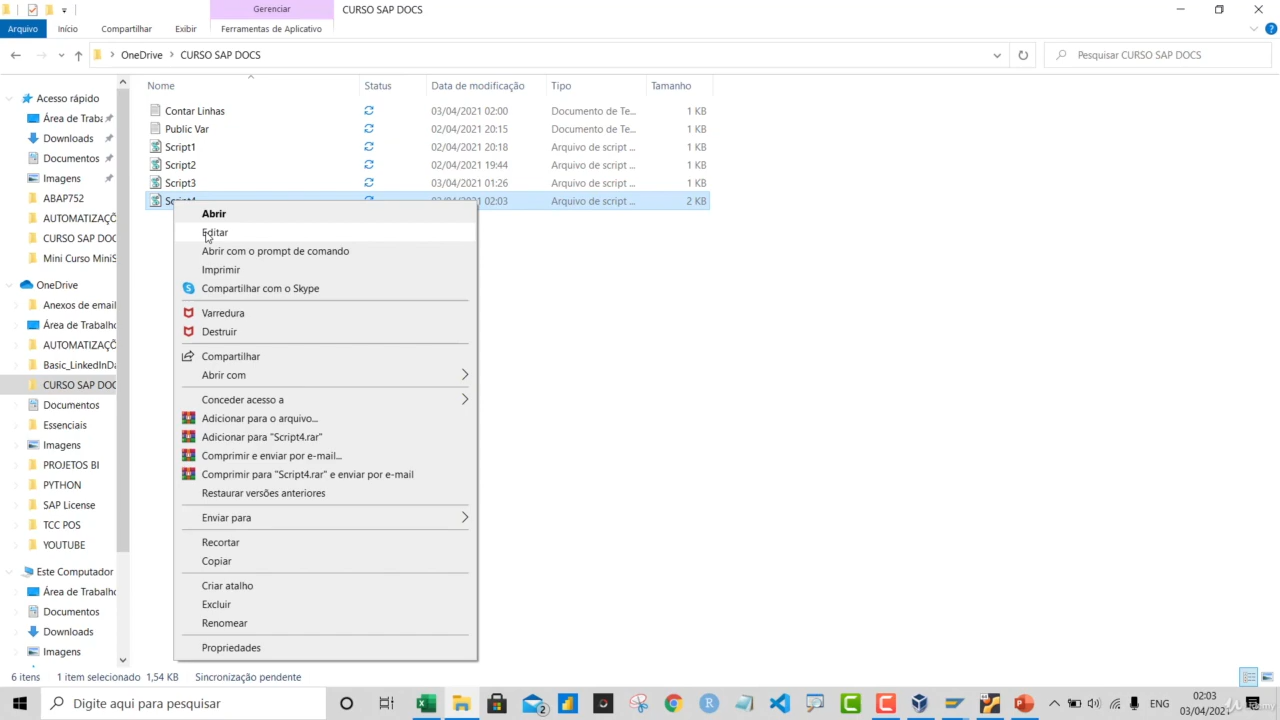 Gerenciar
CURSO SAP DOCS
Arquivo
Início
Compartilhar
Exibir
Ferramentas de Aplicativo
OneDrive
CURSO SAP DOCS
Pesquisar CURSO SAP DOCS
Nome
Status
Data de modificação
Tipo
Tamanho
Contar Linhas
03/04/2021 02:00
Documento de Te...
1 KB
Public Var
02/04/2021 20:15
Documento de Te...
1 KB
Script1
02/04/2021 20:18
Arquivo de script ...
1 KB
Script2
02/04/2021 19:44
Arquivo de script ...
1 KB
Script3
03/04/2021 01:26
Arquivo de script ...
1 KB
Script4
03/04/2021 02:03
Arquivo de script ...
2 KB
Acesso rápido
Área de Traba
Downloads
Documentos
Imagens
ABAP752
AUTOMATIZAÇÕ
CURSO SAP DOC
Mini Curso MiniS
OneDrive
Anexos de email
Área de Trabalho
AUTOMATIZAÇÕ
Basic_LinkedInDa
CURSO SAP DOC
Documentos
Essenciais
Imagens
PROJETOS BI
PYTHON
SAP License
TCC POS
YOUTUBE
Este Computador
Área de Trabalho
Documentos
Downloads
Imagens
Abrir
Editar
Abrir com o prompt de comando
Imprimir
Compartilhar com o Skype
Varredura
Destruir
Compartilhar
Abrir com
Conceder acesso a
Adicionar para o arquivo...
Adicionar para "Script4.rar"
Comprimir e enviar por e-mail...
Comprimir para "Script4.rar" e enviar por e-mail
Restaurar versões anteriores
Enviar para
Recortar
Copiar
Criar atalho
Excluir
Renomear
Propriedades
6 itens
1 item selecionado 1,54 KB
Sincronização pendente
Digite aqui para pesquisar
2
ENG
02:03
03/04/2021